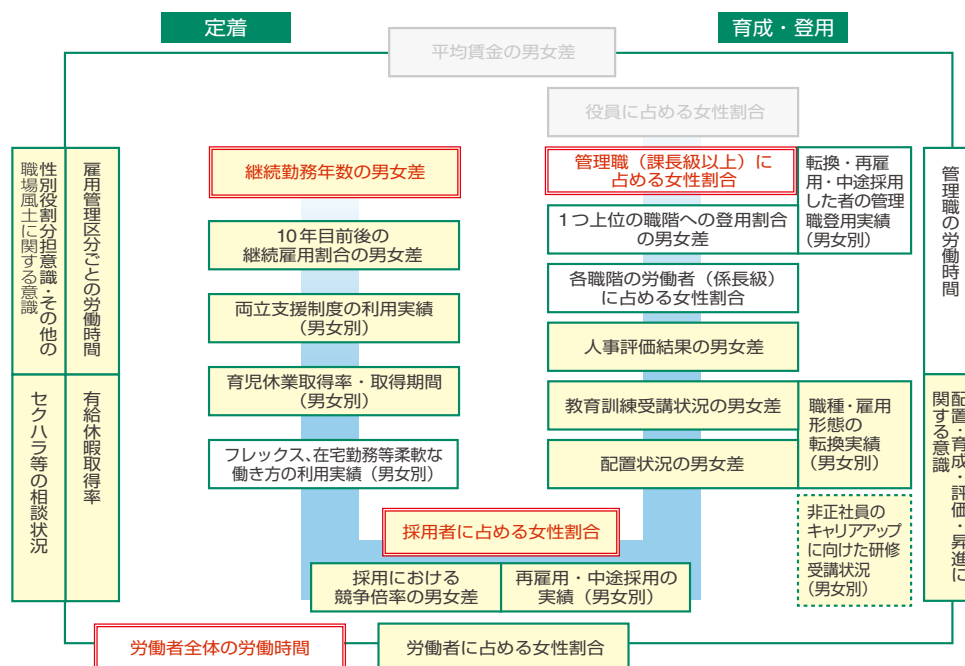 定着
育成・登用
平均賃金の男女差
役員に占める女性割合
性別役割分担意識・その他の
職場風土に関する意識
雇用管理区分ごとの労働時間
継続勤務年数の男女差
管理職（課長級以上）に
占める女性割合
転換・再雇
用・中途採用
した者の管理
職登用実績
（男女別）
管理職の労働時間
10年目前後の
継続雇用割合の男女差
1つ上位の職階への登用割合
の男女差
両立支援制度の利用実績
（男女別）
各職階の労働者（係長級）
に占める女性割合
人事評価結果の男女差
セクハラ等の相談状況
有給休暇取得率
育児休業取得率・取得期間
（男女別）
教育訓練受講状況の男女差
職種・雇用
形態の
転換実績
（男女別）
配置・育成・評価・昇進に
関する意識
フレックス、在宅勤務等柔軟な
働き方の利用実績（男女別）
配置状況の男女差
採用者に占める女性割合
非正社員の
キャリアアップ
に向けた研修
受講状況
（男女別）
採用における
競争倍率の男女差
再雇用・中途採用の
実績（男女別）
労働者全体の労働時間
労働者に占める女性割合